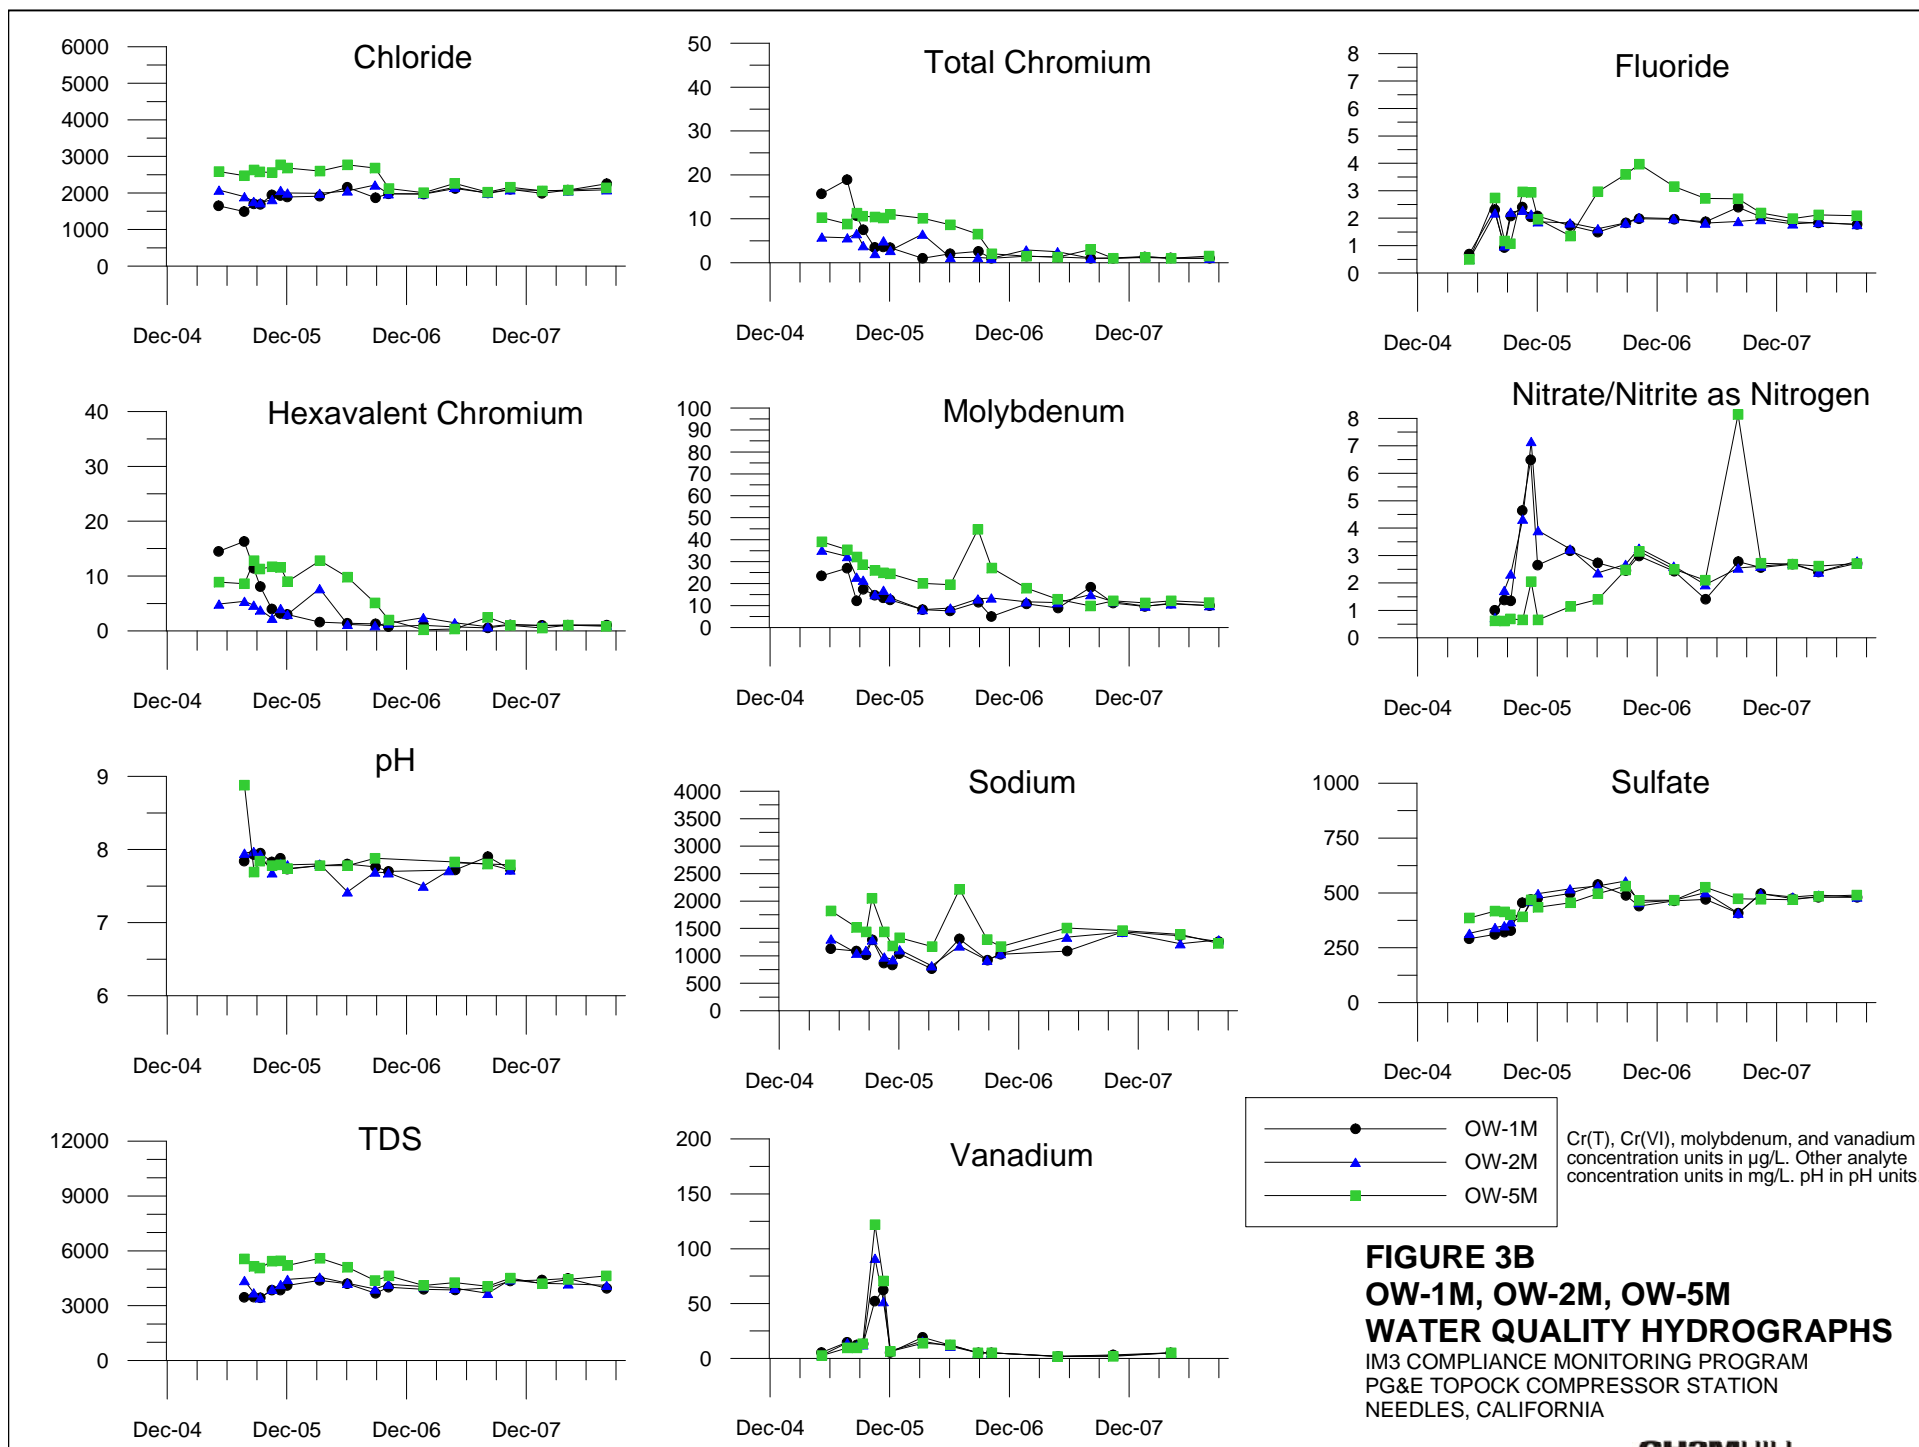 Chloride
6000
5000
4000
3000
2000
1000
0
Dec-04 Dec-05 Dec-06 Dec-07
Total Chromium
50
40
30
20
10
0
Dec-04 Dec-05 Dec-06 Dec-07
Fluoride
8
7
6
5
4
3
2
1
0
Dec-04 Dec-05 Dec-06 Dec-07
Hexavalent Chromium
40
30
20
10
0
Dec-04 Dec-05 Dec-06 Dec-07
Molybdenum
100
90
80
70
60
50
40
30
20
10
0
Dec-04 Dec-05 Dec-06 Dec-07
Nitrate/Nitrite as Nitrogen
8
7
6
5
4
3
2
1
0
Dec-04 Dec-05 Dec-06 Dec-07
pH
9
8
7
6
Dec-04 Dec-05 Dec-06 Dec-07
Sodium
4000
3500
3000
2500
2000
1500
1000
500
0
Dec-04 Dec-05 Dec-06 Dec-07
Sulfate
1000
750
500
250
0
Dec-04 Dec-05 Dec-06 Dec-07
TDS
12000
9000
6000
3000
0
Dec-04 Dec-05 Dec-06 Dec-07
Vanadium
200
150
100
50
0
Dec-04 Dec-05 Dec-06 Dec-07
OW-1M
OW-2M
OW-5M
Cr(T), Cr(VI), molybdenum, and vanadium
concentration units in µg/L. Other analyte
concentration units in mg/L. pH in pH units
FIGURE 3B
OW-1M, OW-2M, OW-5M
WATER QUALITY HYDROGRAPHS
IM3 COMPLIANCE MONITORING PROGRAM
PG&E TOPOCK COMPRESSOR STATION
NEEDLES, CALIFORNIA